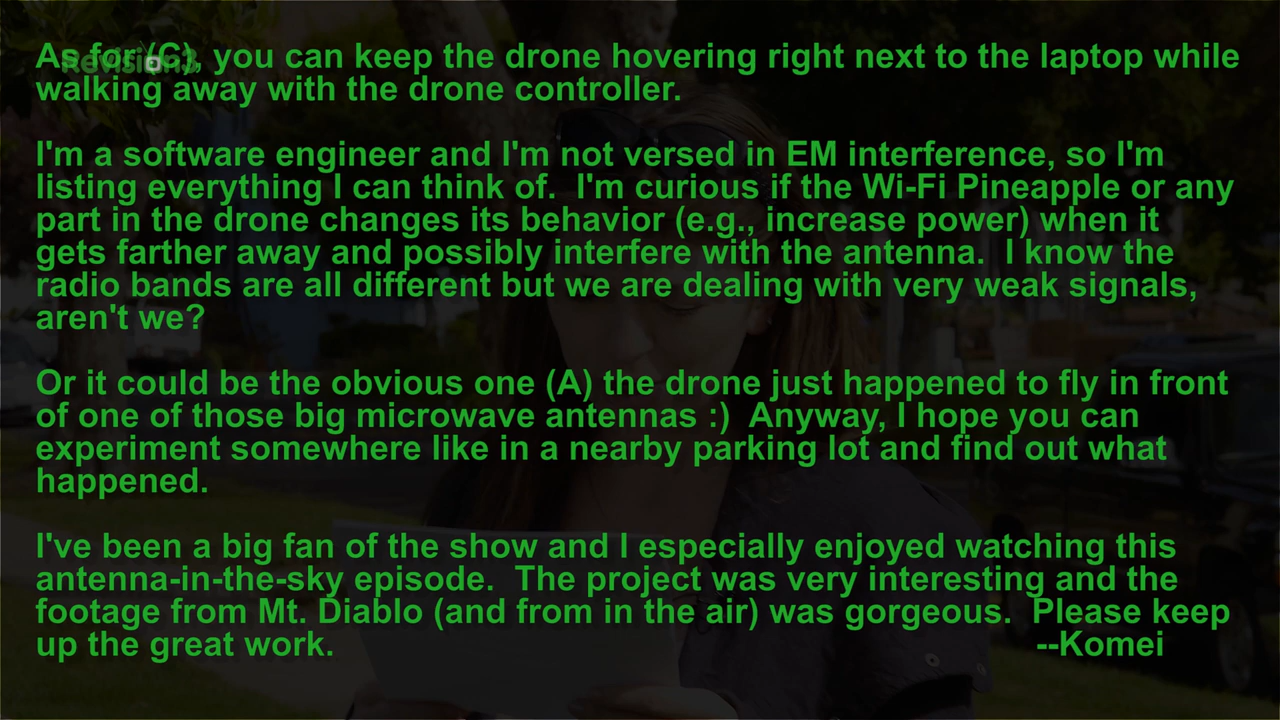 As for (C), you can keep the drone hovering right next to the laptop while
walking away with the drone controller.
I'm a software engineer and I'm not versed in EM interference, so I'm
listing everything I can think of.  I'm curious if the Wi-Fi Pineapple or any
part in the drone changes its behavior (e.g., increase power) when it
gets farther away and possibly interfere with the antenna.  I know the
radio bands are all different but we are dealing with very weak signals,
aren't we?
Or it could be the obvious one (A) the drone just happened to fly in front
of one of those big microwave antennas :)  Anyway, I hope you can
experiment somewhere like in a nearby parking lot and find out what
happened.
I've been a big fan of the show and I especially enjoyed watching this
antenna-in-the-sky episode.  The project was very interesting and the
footage from Mt. Diablo (and from in the air) was gorgeous.  Please keep
up the great work. --Komei
Revision3